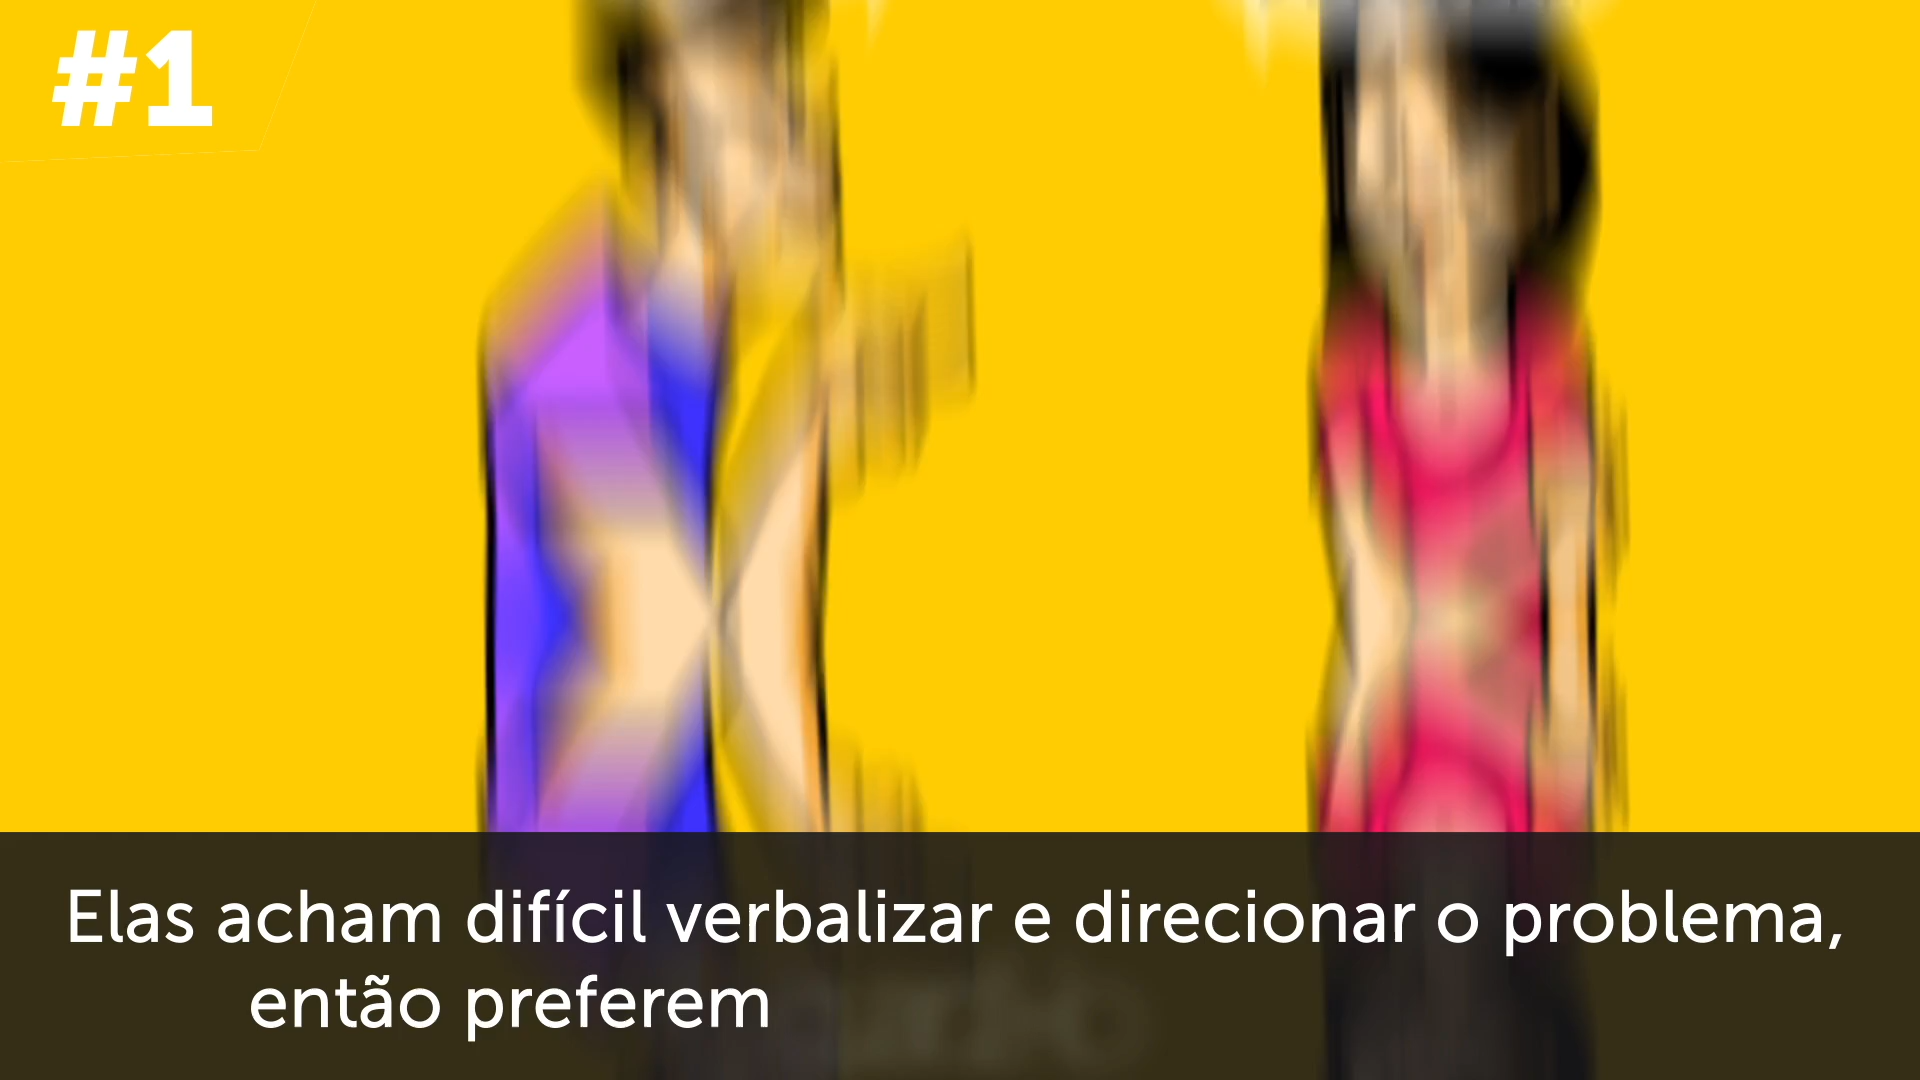 #1
Elas acham difícil verbalizar e direcionar o problema,
então preferem